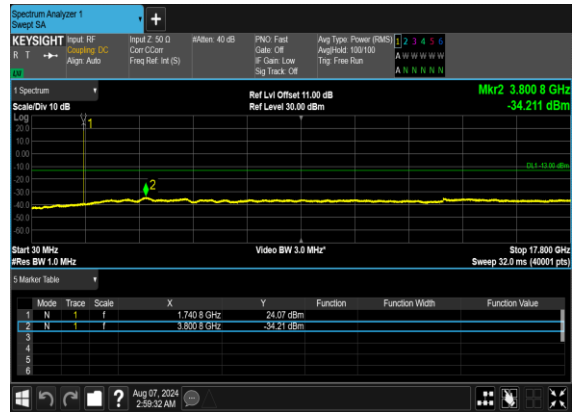 Spectrum Analyzer 1
Swept SA
+
KEYSIGHT Input: RF Input Z: 50 Ω #Atten: 40 dB PNO: Fast Avg Type: Power (RMS) 1 2 3 4 5 6
R T Coupling: DC Corr CCorr Gate: Off Avg|Hold: 100/100 A W W W W W
Align: Auto Freq Ref: Int (S) IF Gain: Low Trig: Free Run
Sig Track: Off A N N N N N
1 Spectrum Ref Lvl Offset 11.00 dB Mkr2 3.800 8 GHz
Scale/Div 10 dB Ref Level 30.00 dBm -34.211 dBm
Log
1
20.0
10.0
0.00
-10.0
DL1 -13.00 dBm
-20.0
2
-30.0
-40.0
-50.0
-60.0
Start 30 MHz Video BW 3.0 MHz* Stop 17.800 GHz
#Res BW 1.0 MHz Sweep 32.0 ms (40001 pts)
5 Marker Table
Mode Trace Scale X Y Function Function Width Function Value
1 N 1 f 1.740 8 GHz 24.07 dBm
2 N 1 f 3.800 8 GHz -34.21 dBm
3
4
5
6
? Aug 07, 2024
2:59:32 AM